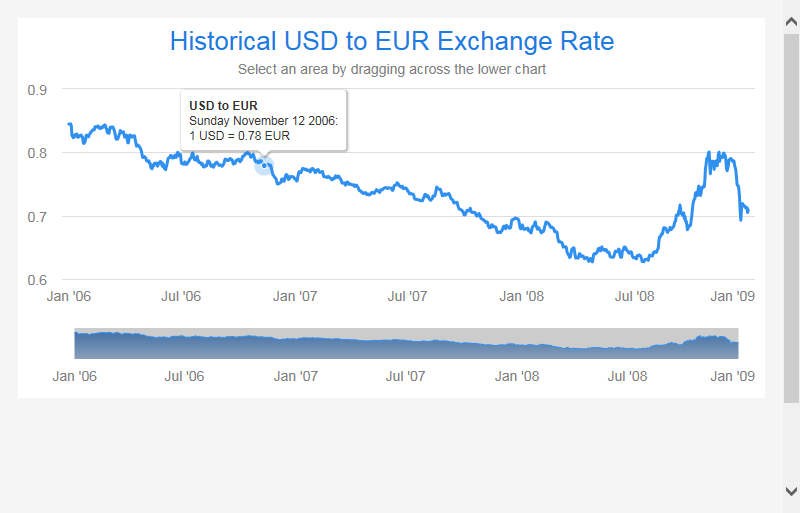 Historical USD to EUR Exchange Rate
Select an area by dragging across the lower chart
0.9
USD to EUR
Sunday November 12 2006:
1 USD = 0.78 EUR
0.8
0.7
0.6
Jan '06 Jul '06 Jan '07 Jul '07 Jan '08 Jul '08 Jan '09
Jan '06 Jul '06 Jan '07 Jul '07 Jan '08 Jul '08 Jan '09